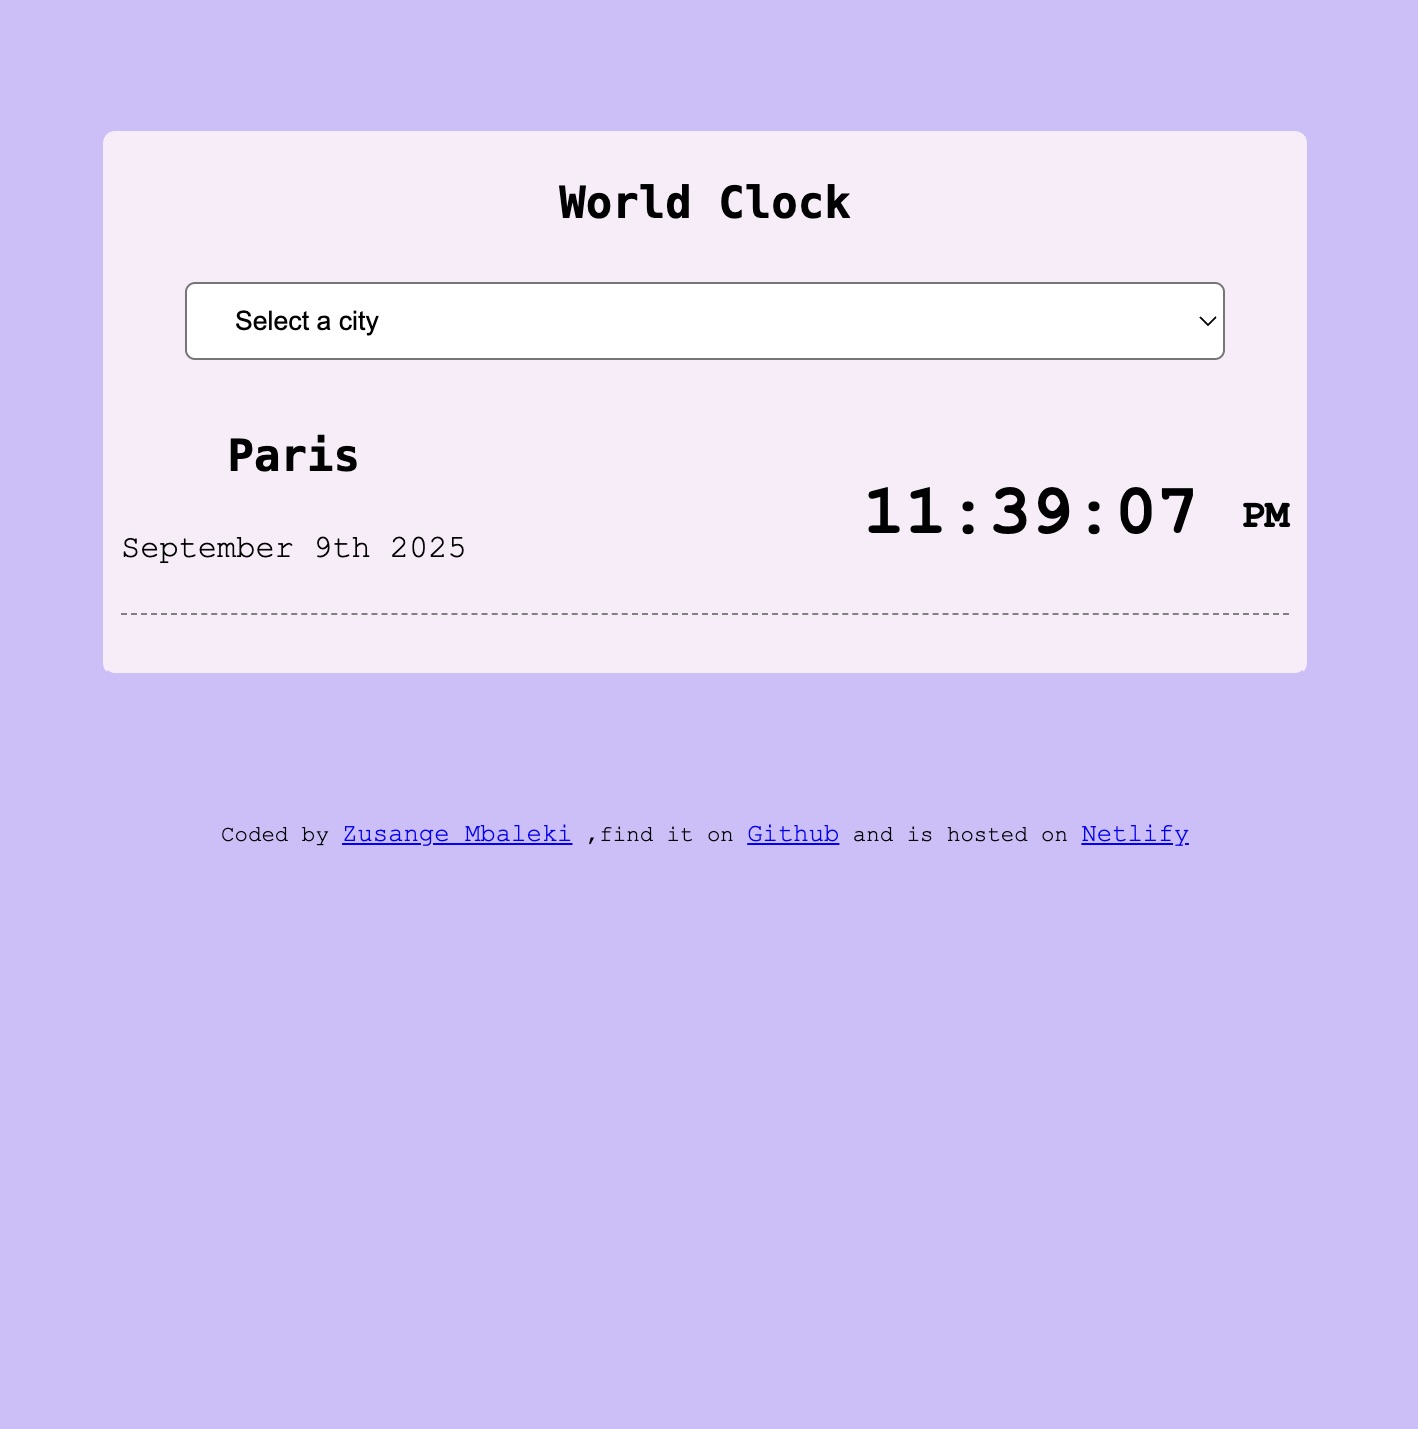 World Clock
Select a city
Paris
11:39:07 PM
September 9th 2025
Coded by Zusange Mbaleki ,find it on Github and is hosted on Netlify